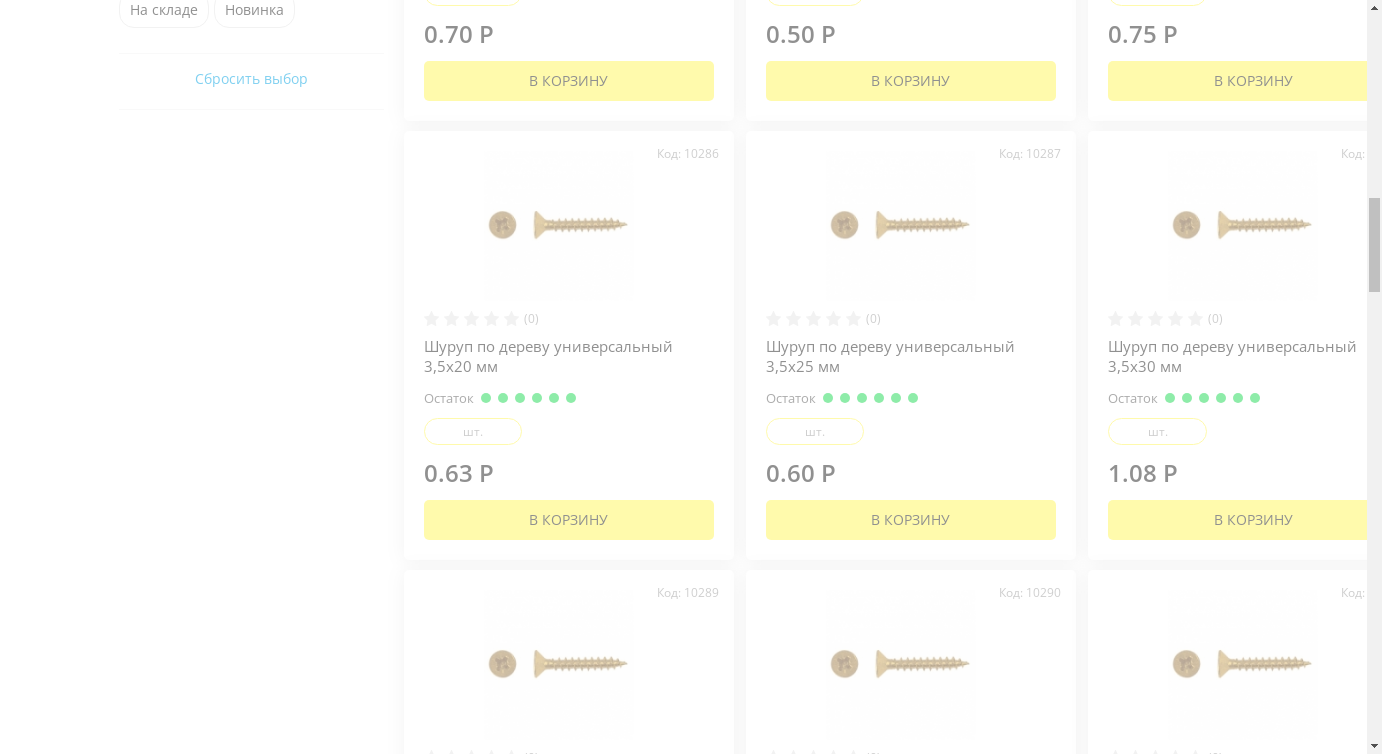 На складе
Новинка
Сбросить выбор
0.70 Р
0.50 Р
0.75 Р
В КОРЗИНУ
В КОРЗИНУ
В КОРЗИНУ
Код: 10286
Код: 10287
Код:
(0)
(0)
(0)
Шуруп по дереву универсальный
3,5х20 мм
Шуруп по дереву универсальный
3,5х25 мм
Шуруп по дереву универсальный
3,5х30 мм
Остаток
Остаток
Остаток
шт.
шт.
шт.
0.63 Р
0.60 Р
1.08 Р
В КОРЗИНУ
В КОРЗИНУ
В КОРЗИНУ
Код: 10289
Код: 10290
Код: